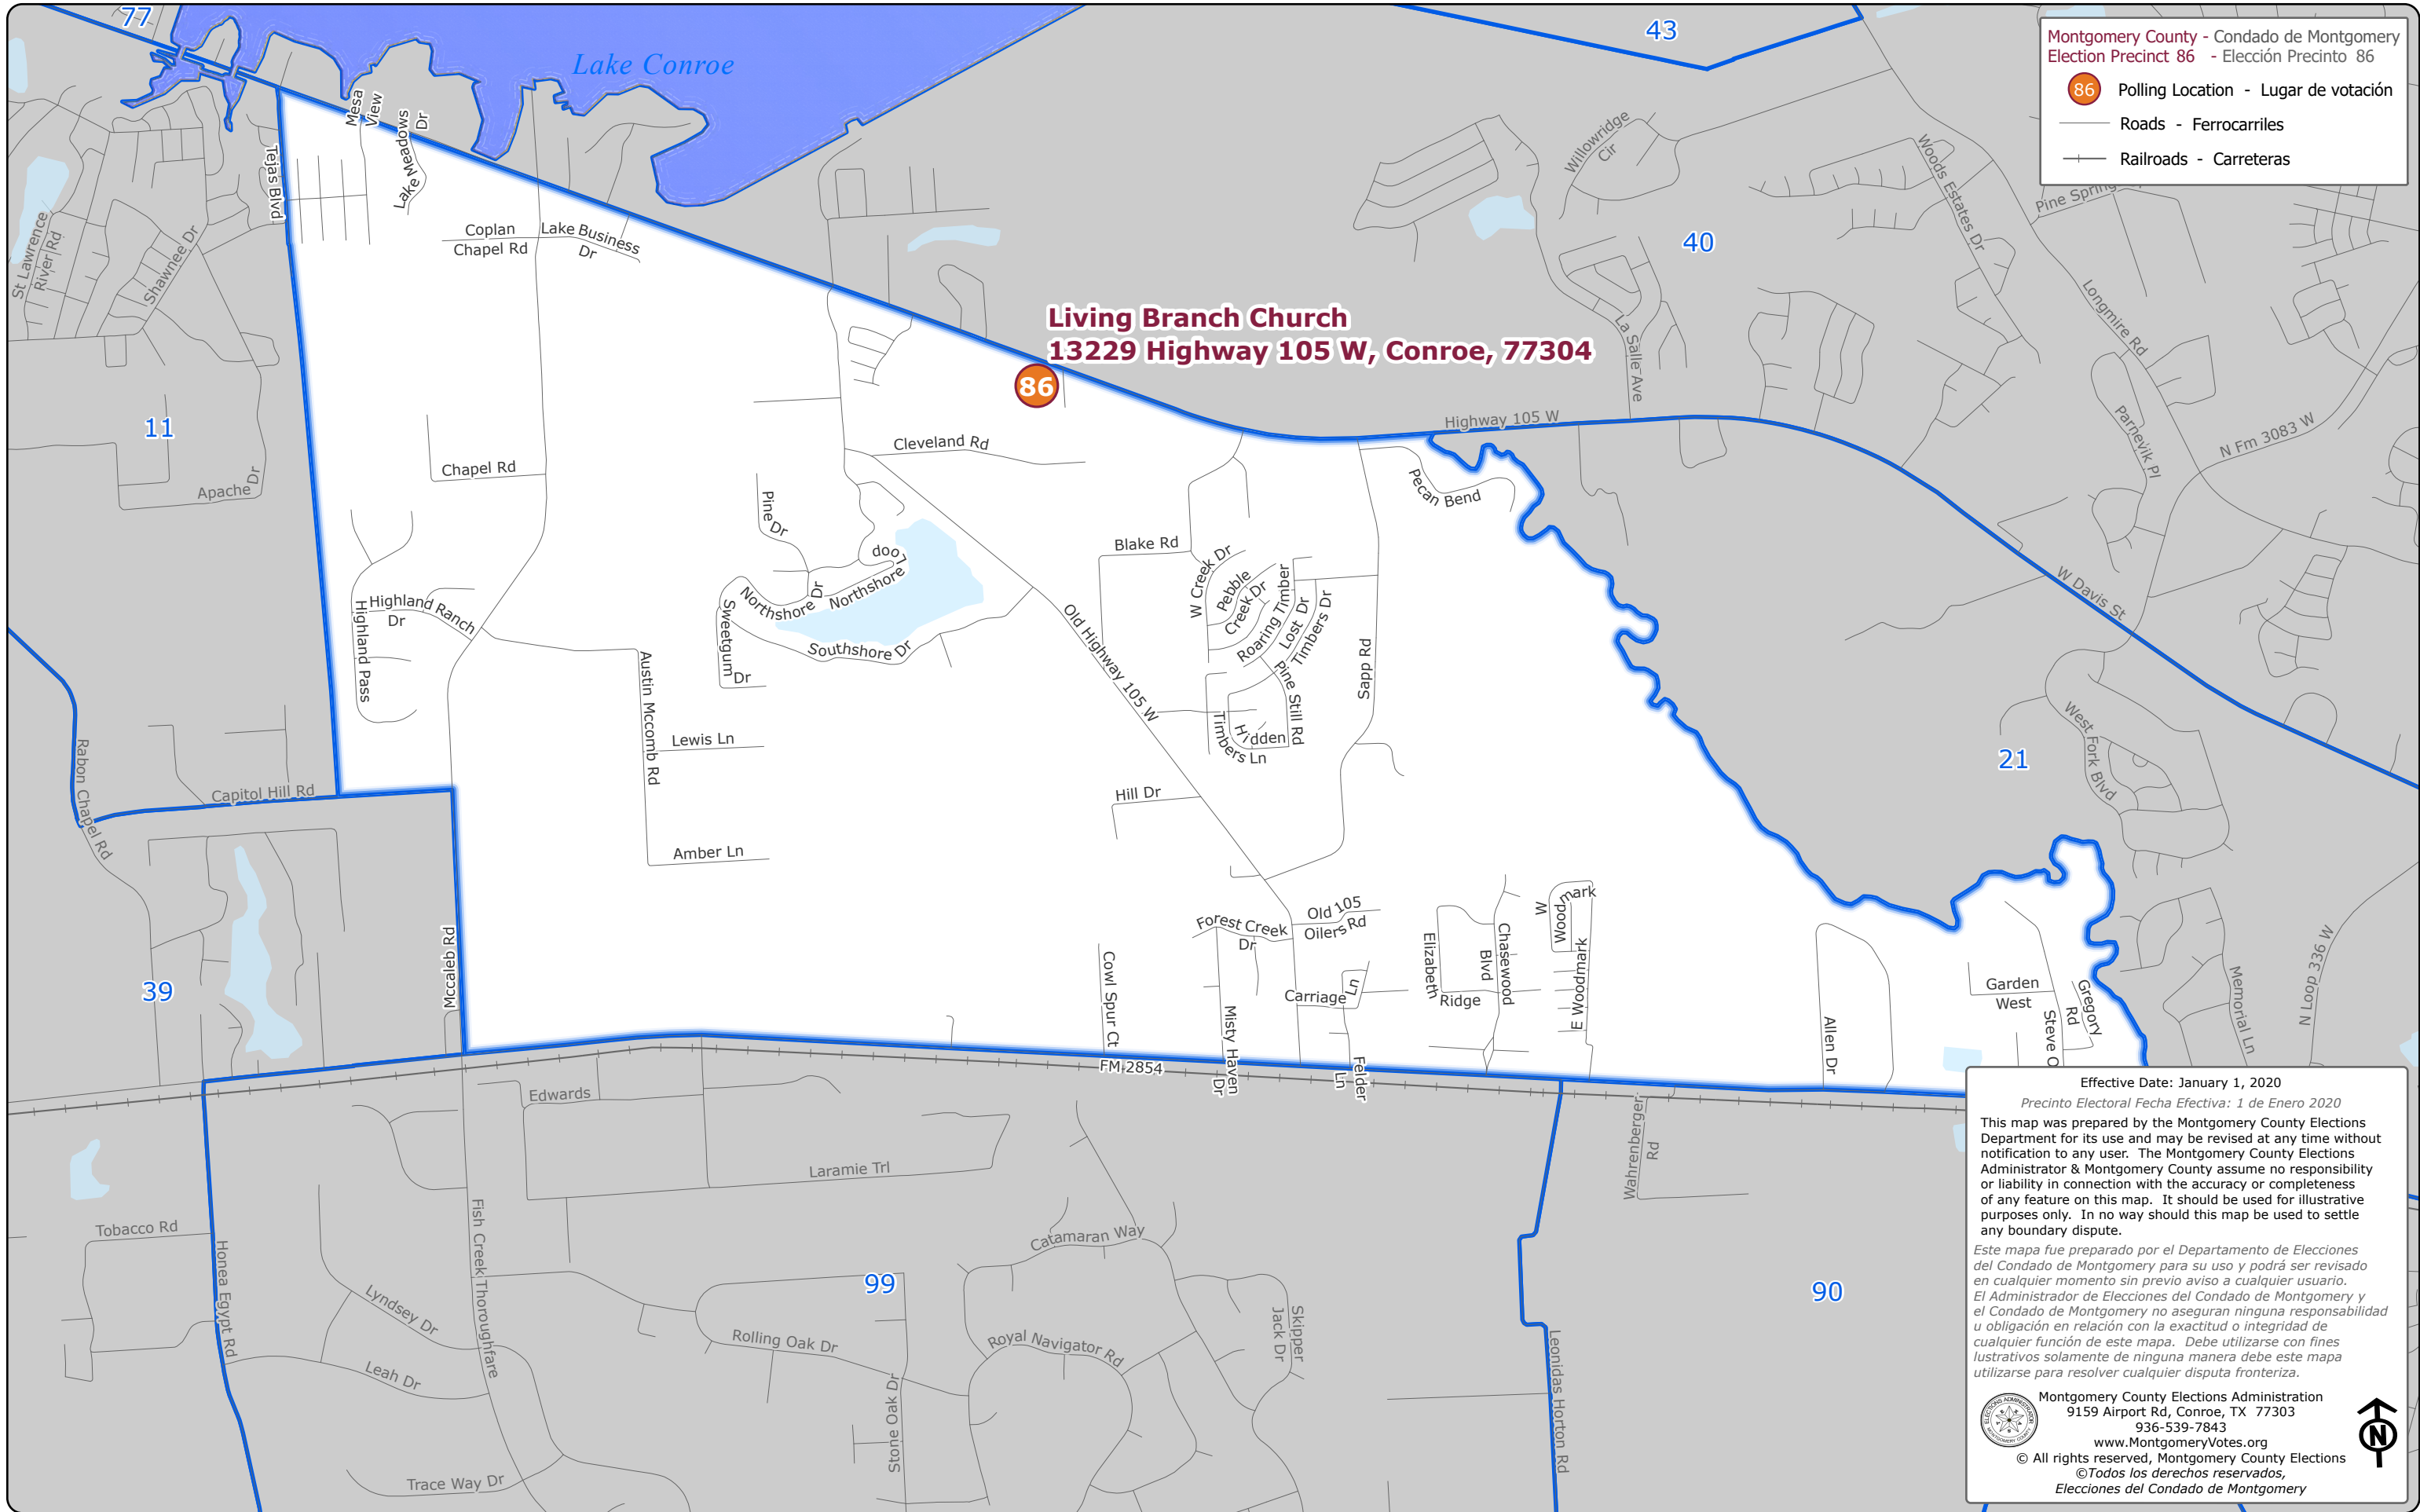 77
Lake Conroe
43
Montgomery County - Condado de Montgomery
Election Precinct 86 - Elección Precinto 86
86
Polling Location - Lugar de votación
Roads - Ferrocarriles
Railroads - Carreteras
Mesa
View
Lake Meadows
Dr
Tejas Blvd
St Lawrence
River Rd
Shawnee Dr
Coplan
Chapel Rd
Lake Business
Dr
Willowridge
Cir
Woods Estates Dr
Pine Spring
40
Longmire Rd
Living Branch Church
13229 Highway 105 W, Conroe, 77304
86
La Salle Ave
Highway 105 W
Parnevik Pl
N Fm 3083 W
11
Apache Dr
Chapel Rd
Cleveland Rd
Pecan Bend
Pine Dr
Loop
Northshore
Northshore Dr
Sweetgum
Dr
Southshore Dr
Blake Rd
W Creek Dr
Pebble
Creek Dr
Roaring Timber
Lost Dr
Timbers Dr
Pine Still Rd
Sapp Rd
W Davis St
Highland Ranch
Dr
Highland Pass
Austin Mccomb Rd
Old Highway 105 W
Timbers Ln
Hidden
West Fork Blvd
21
Lewis Ln
Rabon Chapel Rd
Capitol Hill Rd
Hill Dr
Amber Ln
39
Mccaleb Rd
Forest Creek
Dr
Old 105
Oilers Rd
Cowl Spur Ct
Misty Haven
Dr
Carriage Ln
Felder
Ln
Elizabeth
Ridge
Chasewood
Blvd
W
Woodmark
E Woodmark
Allen Dr
Garden
West
Steve O
Gregory
Rd
Memorial Ln
N Loop 336 W
FM 2854
Edwards
Laramie Trl
Wahrenberger
Rd
Tobacco Rd
Honea Egypt Rd
Fish Creek Thoroughfare
Lyndsey Dr
Leah Dr
Trace Way Dr
99
Catamaran Way
Rolling Oak Dr
Royal Navigator Rd
Skipper
Jack Dr
Stone Oak Dr
Leonidas Horton Rd
90
Effective Date: January 1, 2020
Precinto Electoral Fecha Efectiva: 1 de Enero 2020
This map was prepared by the Montgomery County Elections
Department for its use and may be revised at any time without
notification to any user. The Montgomery County Elections
Administrator & Montgomery County assume no responsibility
or liability in connection with the accuracy or completeness
of any feature on this map. It should be used for illustrative
purposes only. In no way should this map be used to settle
any boundary dispute.
Este mapa fue preparado por el Departamento de Elecciones
del Condado de Montgomery para su uso y podrá ser revisado
en cualquier momento sin previo aviso a cualquier usuario.
El Administrador de Elecciones del Condado de Montgomery y
el Condado de Montgomery no aseguran ninguna responsabilidad
u obligación en relación con la exactitud o integridad de
cualquier función de este mapa. Debe utilizarse con fines
lustrativos solamente de ninguna manera debe este mapa
utilizarse para resolver cualquier disputa fronteriza.
Montgomery County Elections Administration
9159 Airport Rd, Conroe, TX 77303
936-539-7843
www.MontgomeryVotes.org
© All rights reserved, Montgomery County Elections
©Todos los derechos reservados,
Elecciones del Condado de Montgomery
N